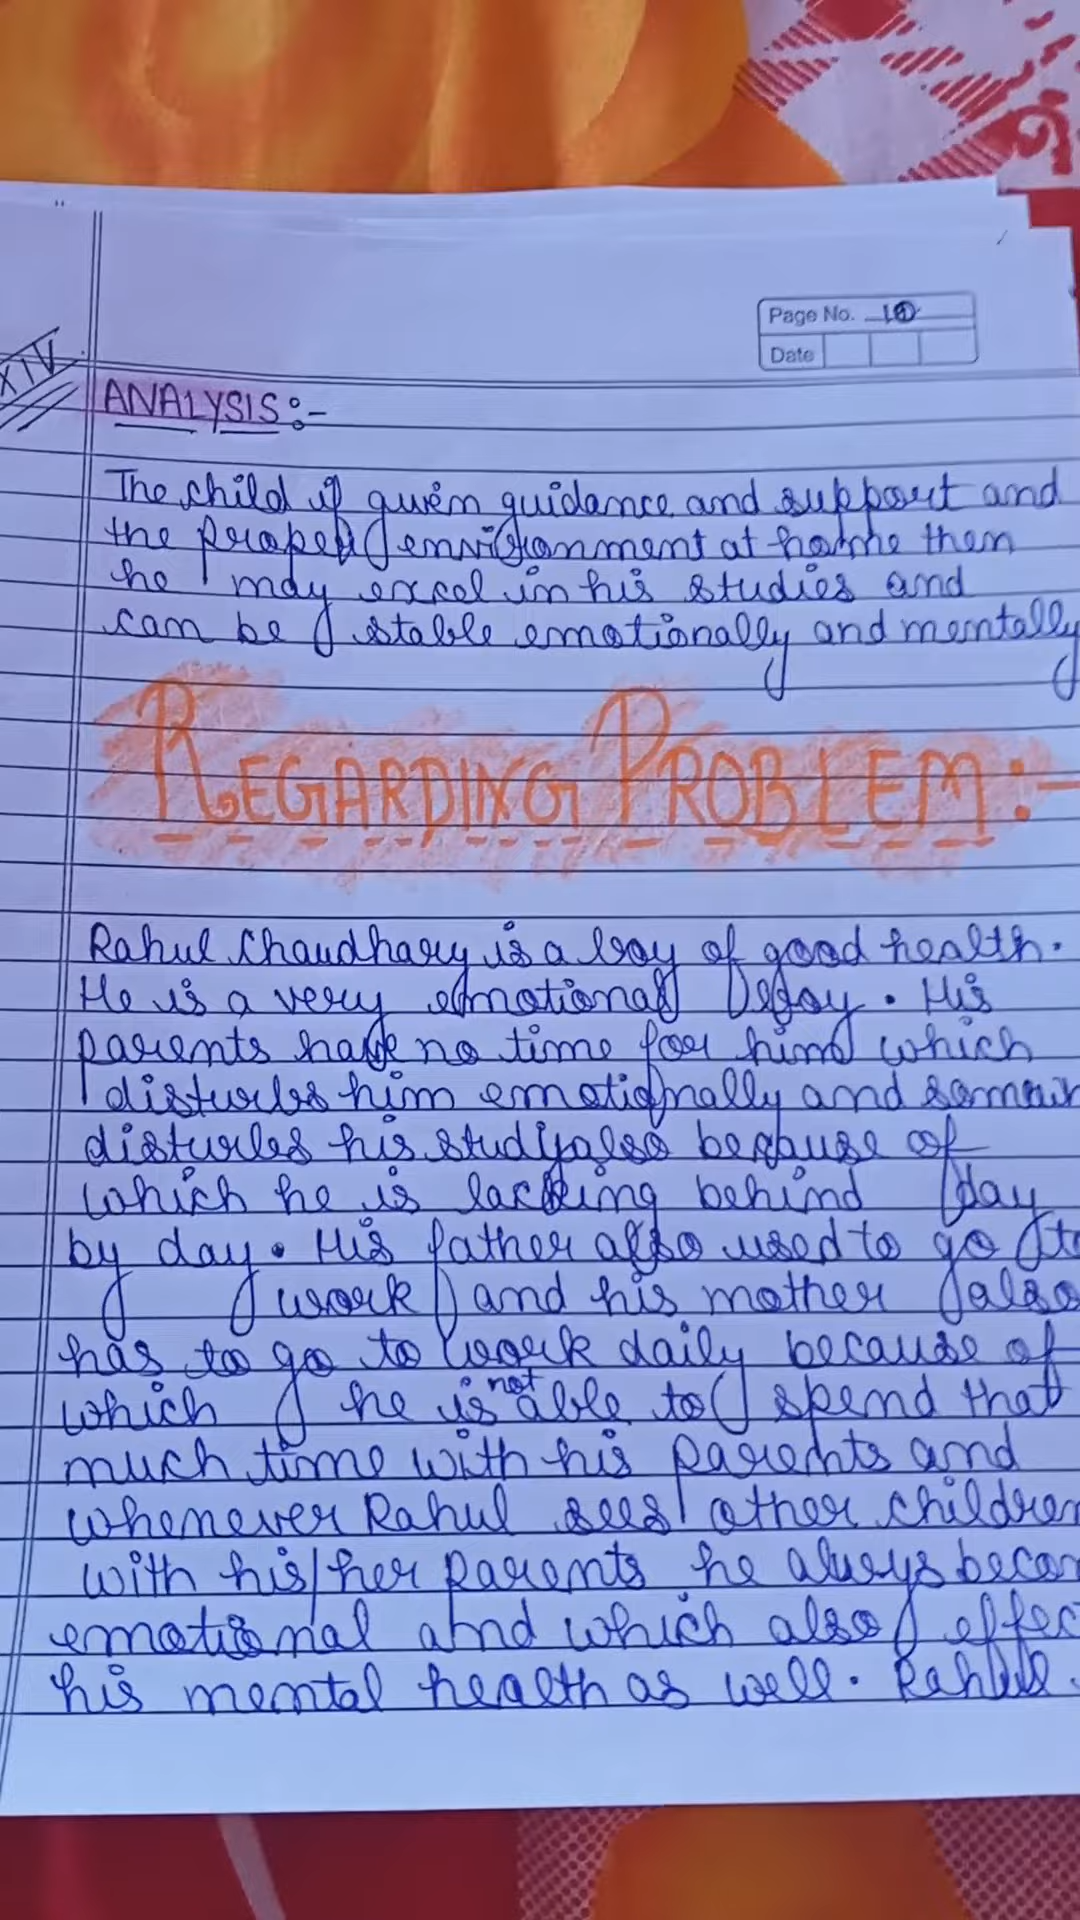 Page No. 10
Date
XIV
ANALYSIS :-
The child if given guidance and support and
the proper environment at home then
he may excel in his studies and
can be stable emotionally and mentally
REGARDING PROBLEM :-
Rahul Chaudhary is a boy of good health.
He is a very emotional boy. His
parents have no time for him which
disturbs him emotionally and
disturbs his study also because of
which he is lacking behind day
by day. His father also used to go to
work and his mother also
has to go to work daily because of
which he is not able to spend that
much time with his parents and
whenever Rahul sees other children
with his/her parents he always becom
emotional and which also effec
his mental health as well. Rahul